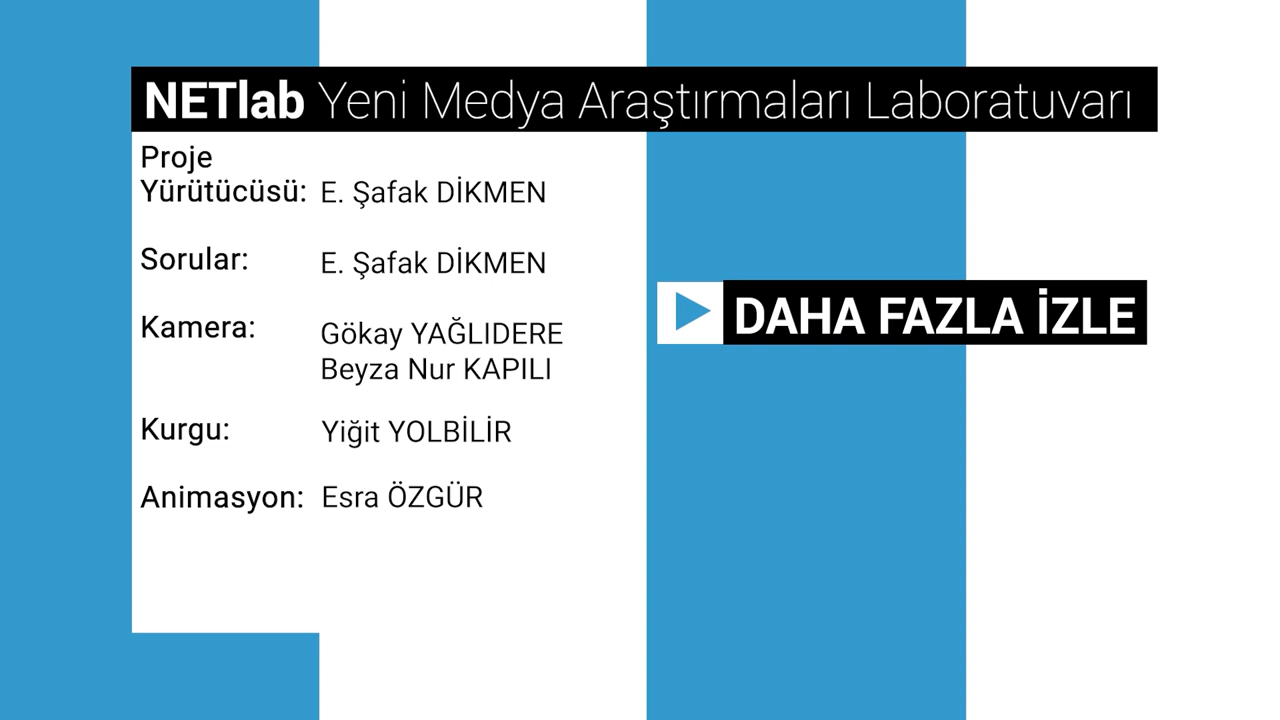 NETlab Yeni Medya Araştırmaları Laboratuvarı
Proje
Yürütücüsü: E. Şafak DİKMEN
Sorular: E. Şafak DİKMEN
Kamera: Gökay YAĞLIDERE
Beyza Nur KAPILI
Kurgu: Yiğit YOLBİLİR
Animasyon: Esra ÖZGÜR
DAHA FAZLA İZLE